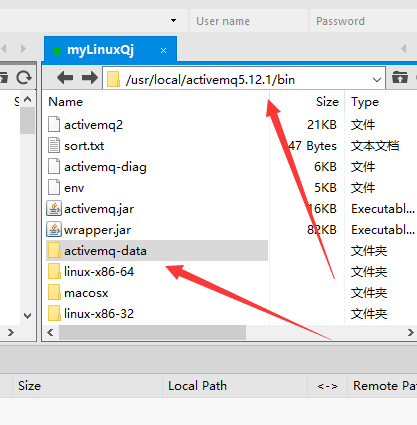 User name Password
myLinuxQj ×
/usr/local/activemq5.12.1/bin
S Name Size Type
activemq2 21KB 文件
sort.txt 47 Bytes 文本文档
activemq-diag 6KB 文件
env 5KB 文件
activemq.jar 16KB Executabl...
wrapper.jar 82KB Executabl...
activemq-data 文件夹
linux-x86-64 文件夹
macosx 文件夹
linux-x86-32 文件夹
Size Local Path <-> Remote Pa